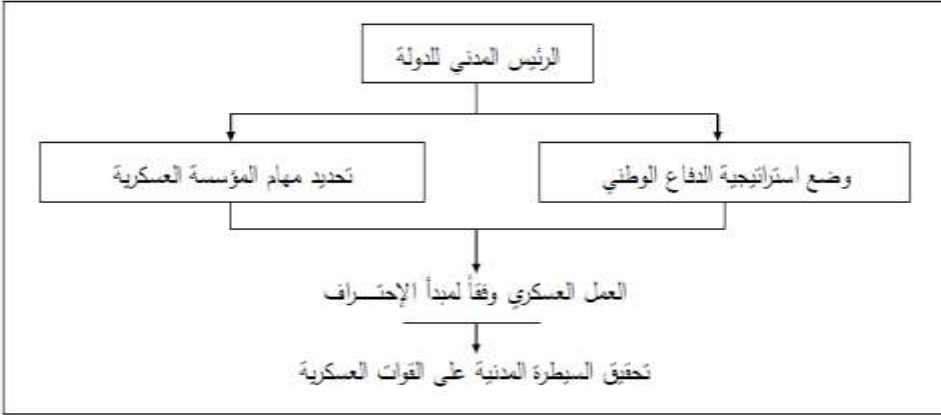 الرئيس المدني للدولة
وضع استراتيجية الدفاع الوطني
تحديد مهام المؤسسة العسكرية
العمل العسكري وفقاً لمبدأ الإحتـــراف
تحقيق السيطرة المدنية على القوات العسكرية